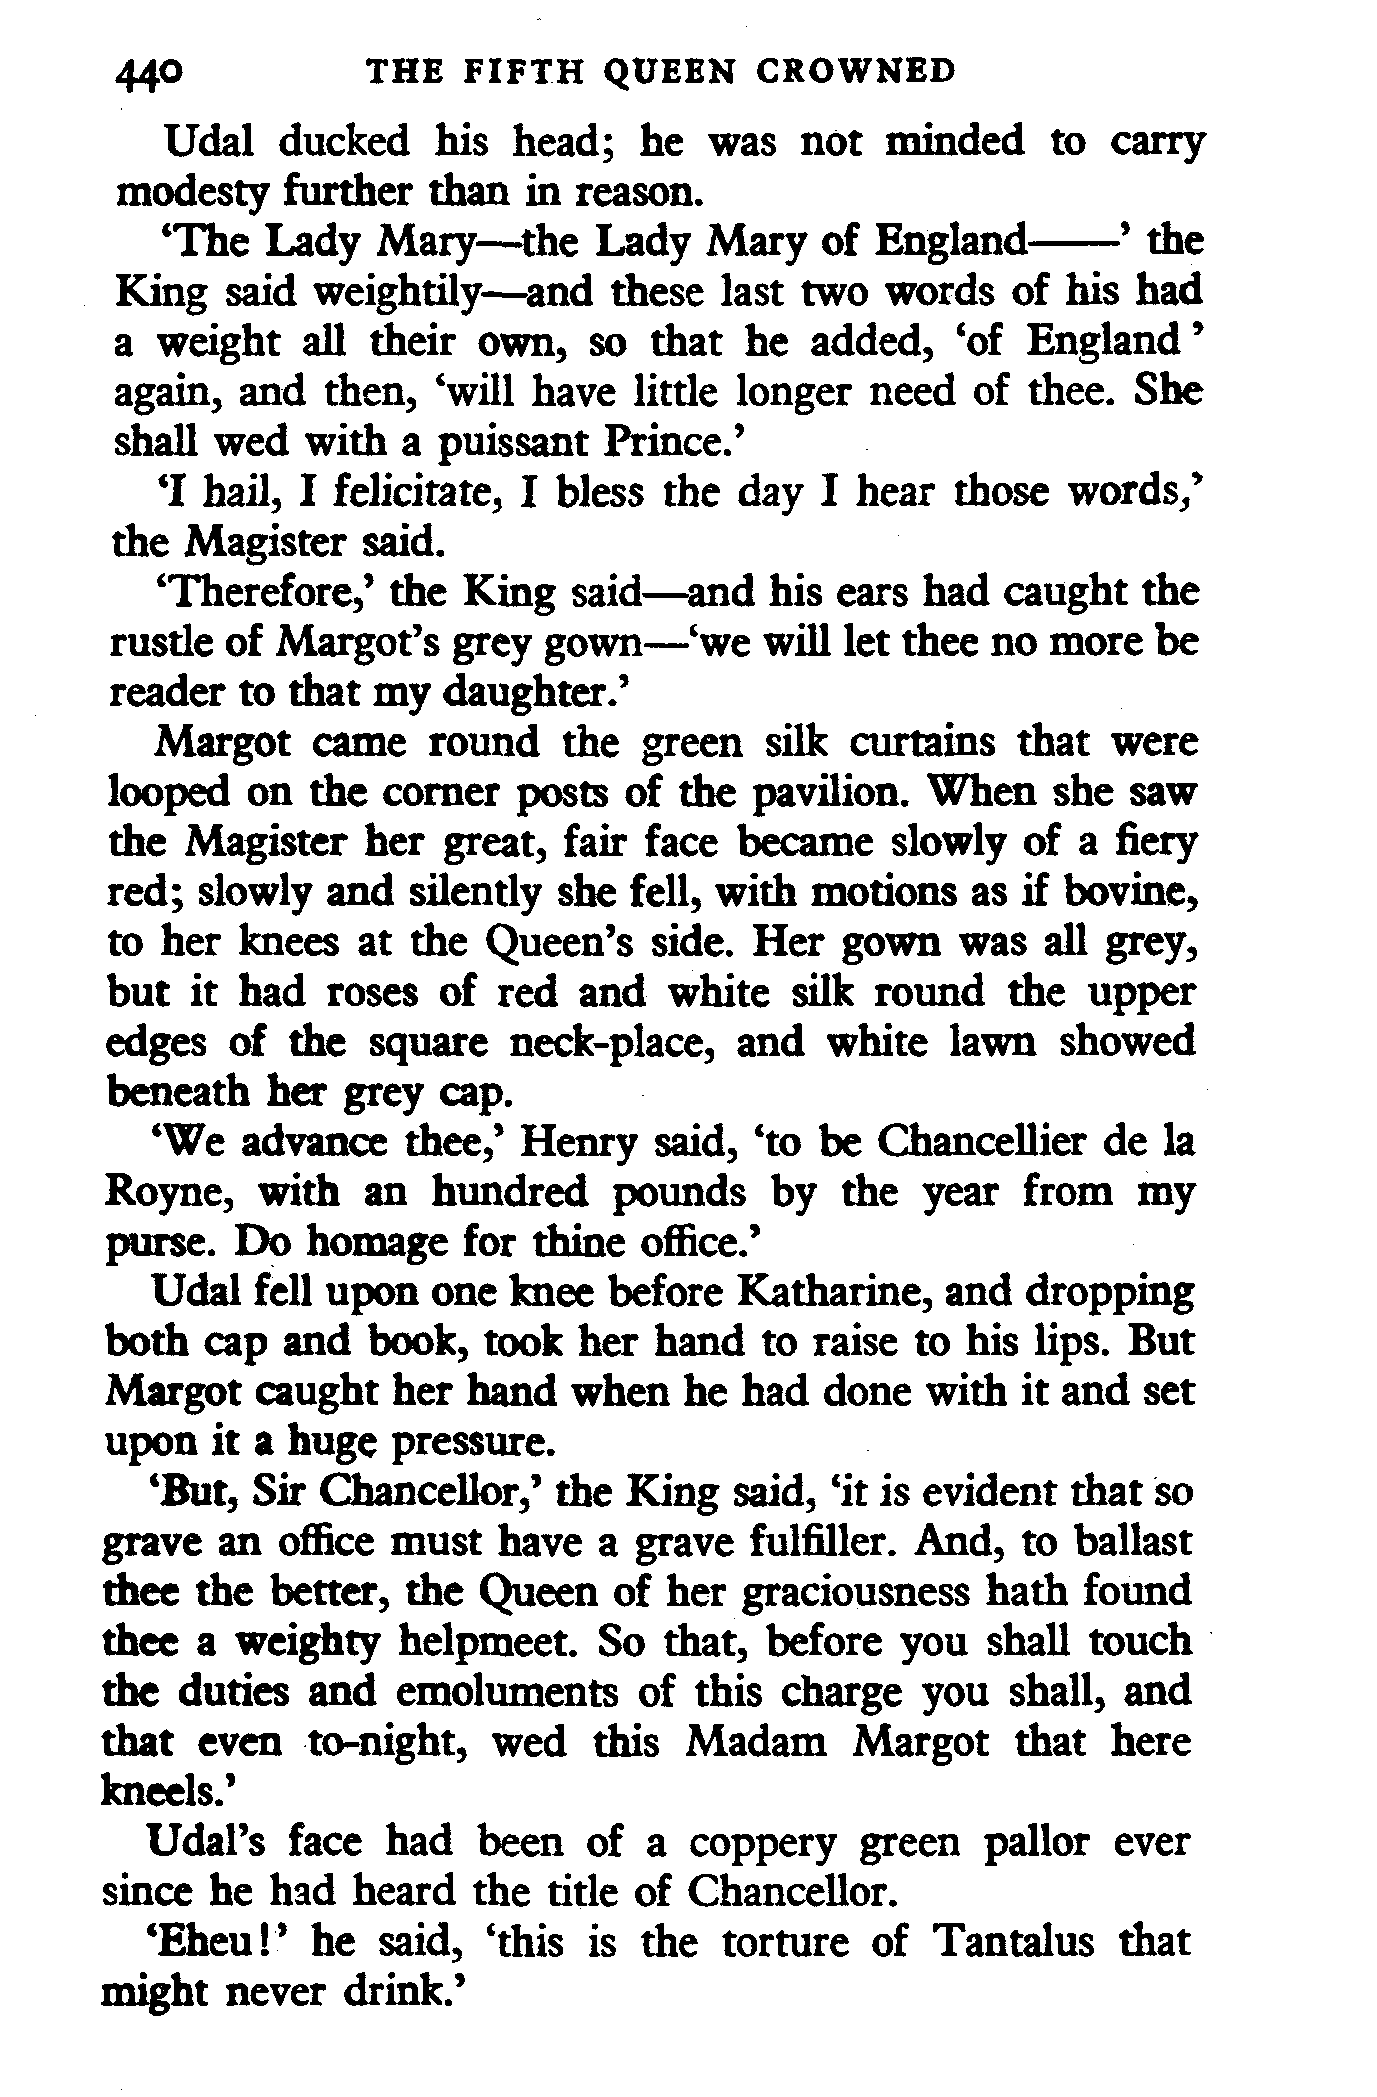 440 THE FIFTH QUEEN CROWNED
Udal ducked his head; he was not minded to carry
modesty further than in reason.
‘The Lady Mary—the Lady Mary of England——’ the
King said weightily—and these last two words of his had
a weight all their own, so that he added, ‘of England’
again, and then, ‘will have little longer need of thee. She
shall wed with a puissant Prince.’
‘I hail, I felicitate, I bless the day I hear those words,’
the Magister said.
‘Therefore,’ the King said—and his ears had caught the
rustle of Margot’s grey gown—‘we will let thee no more be
reader to that my daughter.’
Margot came round the green silk curtains that were
looped on the corner posts of the pavilion. When she saw
the Magister her great, fair face became slowly of a fiery
red; slowly and silently she fell, with motions as if bovine,
to her knees at the Queen’s side. Her gown was all grey,
but it had roses of red and white silk round the upper
edges of the square neck-place, and white lawn showed
beneath her grey cap.
‘We advance thee,’ Henry said, ‘to be Chancellier de la
Royne, with an hundred pounds by the year from my
purse. Do homage for thine office.’
Udal fell upon one knee before Katharine, and dropping
both cap and book, took her hand to raise to his lips. But
Margot caught her hand when he had done with it and set
upon it a huge pressure.
‘But, Sir Chancellor,’ the King said, ‘it is evident that so
grave an office must have a grave fulfiller. And, to ballast
thee the better, the Queen of her graciousness hath found
thee a weighty helpmeet. So that, before you shall touch
the duties and emoluments of this charge you shall, and
that even to-night, wed this Madam Margot that here
kneels.’
Udal’s face had been of a coppery green pallor ever
since he had heard the title of Chancellor.
‘Eheu!’ he said, ‘this is the torture of Tantalus that
might never drink.’